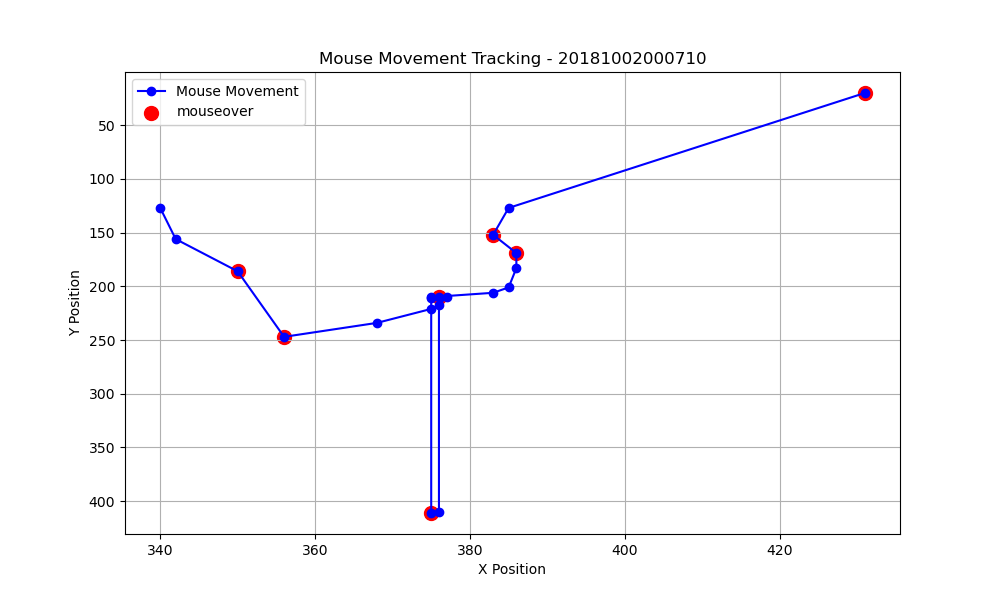 Mouse Movement Tracking - 20181002000710
Mouse Movement
mouseover
50
100
150
200
250
300
350
400
Y Position
340 360 380 400 420
X Position